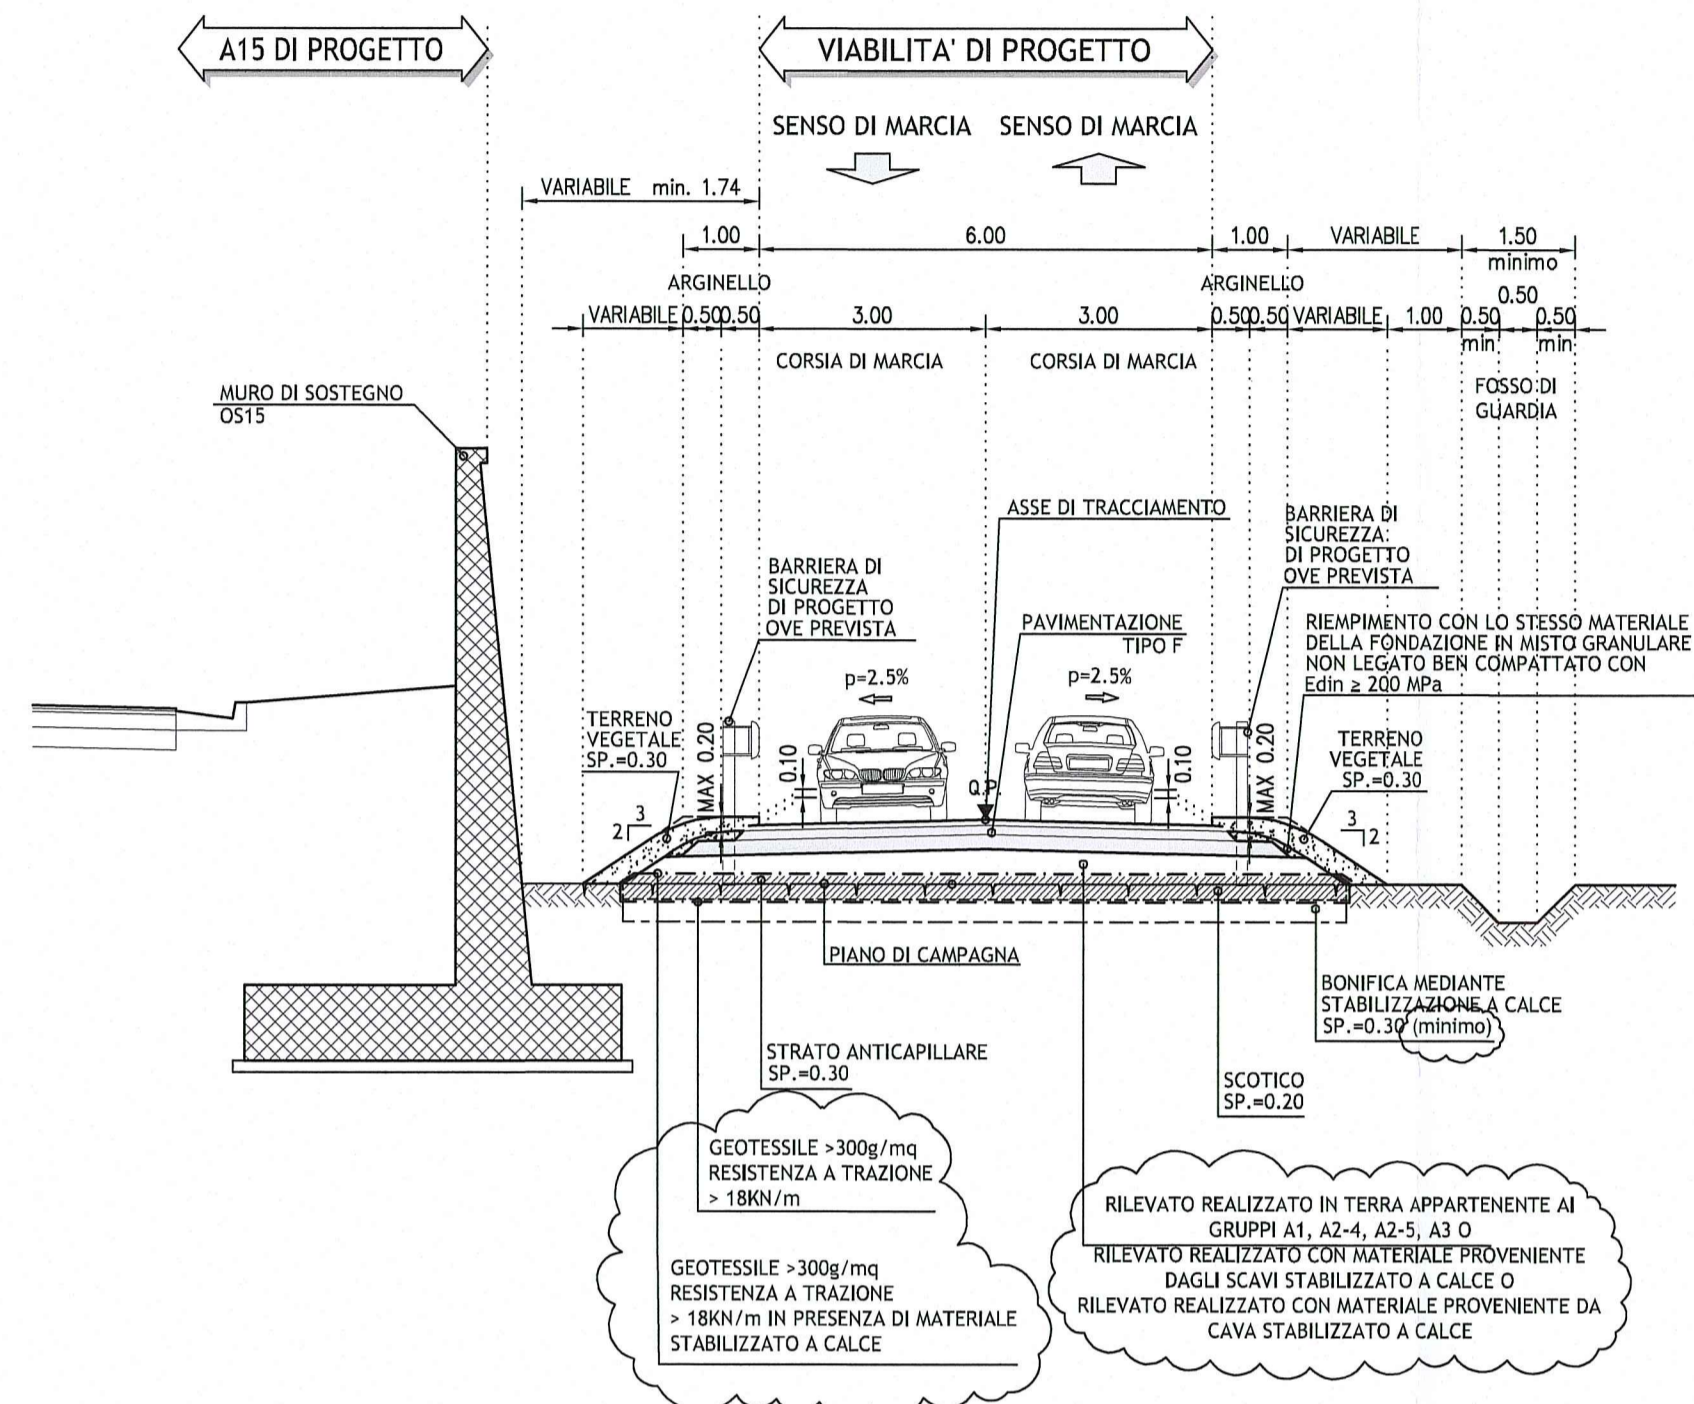 A15 DI PROGETTO
VIABILITA' DI PROGETTO
SENSO DI MARCIA
SENSO DI MARCIA
VARIABILE min. 1.74
1.00
6.00
1.00
VARIABILE
1.50
minimo
ARGINELLO
ARGINELLO
0.50
VARIABILE
0.50
0.50
3.00
3.00
0.50
0.50
VARIABILE
1.00
0.50
min
0.50
min
CORSIA DI MARCIA
CORSIA DI MARCIA
FOSSO DI
GUARDIA
MURO DI SOSTEGNO
OS15
ASSE DI TRACCIAMENTO
BARRIERA DI
SICUREZZA
DI PROGETTO
OVE PREVISTA
BARRIERA DI
SICUREZZA
DI PROGETTO
OVE PREVISTA
PAVIMENTAZIONE
TIPO F
RIEMPIMENTO CON LO STESSO MATERIALE
DELLA FONDAZIONE IN MISTO GRANULARE
NON LEGATO BEN COMPATTATO CON
Edin ≥ 200 MPa
p=2.5%
p=2.5%
TERRENO
VEGETALE
SP.=0.30
MAX 0.20
0.10
Q.P.
0.10
MAX 0.20
TERRENO
VEGETALE
SP.=0.30
3
2
3
2
PIANO DI CAMPAGNA
BONIFICA MEDIANTE
STABILIZZAZIONE A CALCE
SP.=0.30 (minimo)
STRATO ANTICAPILLARE
SP.=0.30
SCOTICO
SP.=0.20
GEOTESSILE >300g/mq
RESISTENZA A TRAZIONE
> 18KN/m
GEOTESSILE >300g/mq
RESISTENZA A TRAZIONE
> 18KN/m IN PRESENZA DI MATERIALE
STABILIZZATO A CALCE
RILEVATO REALIZZATO IN TERRA APPARTENENTE AI
GRUPPI A1, A2-4, A2-5, A3 O
RILEVATO REALIZZATO CON MATERIALE PROVENIENTE
DAGLI SCAVI STABILIZZATO A CALCE O
RILEVATO REALIZZATO CON MATERIALE PROVENIENTE DA
CAVA STABILIZZATO A CALCE